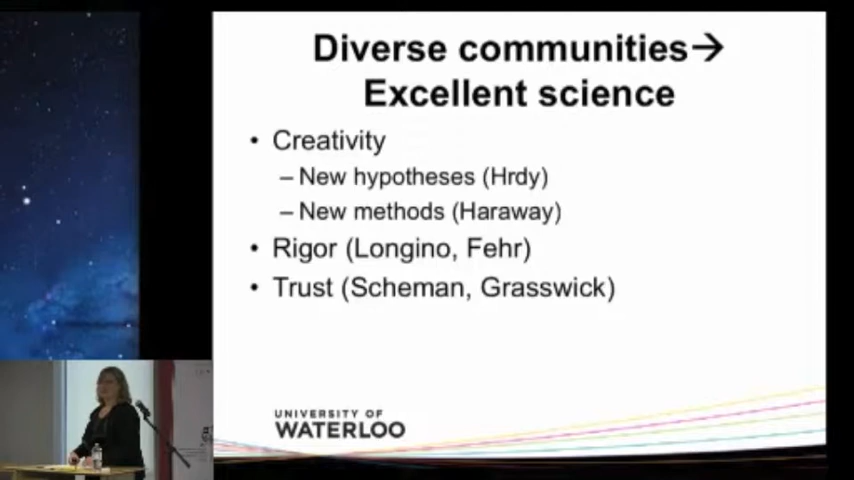 Diverse communities→
Excellent science
• Creativity
– New hypotheses (Hrdy)
– New methods (Haraway)
• Rigor (Longino, Fehr)
• Trust (Scheman, Grasswick)
UNIVERSITY OF
WATERLOO